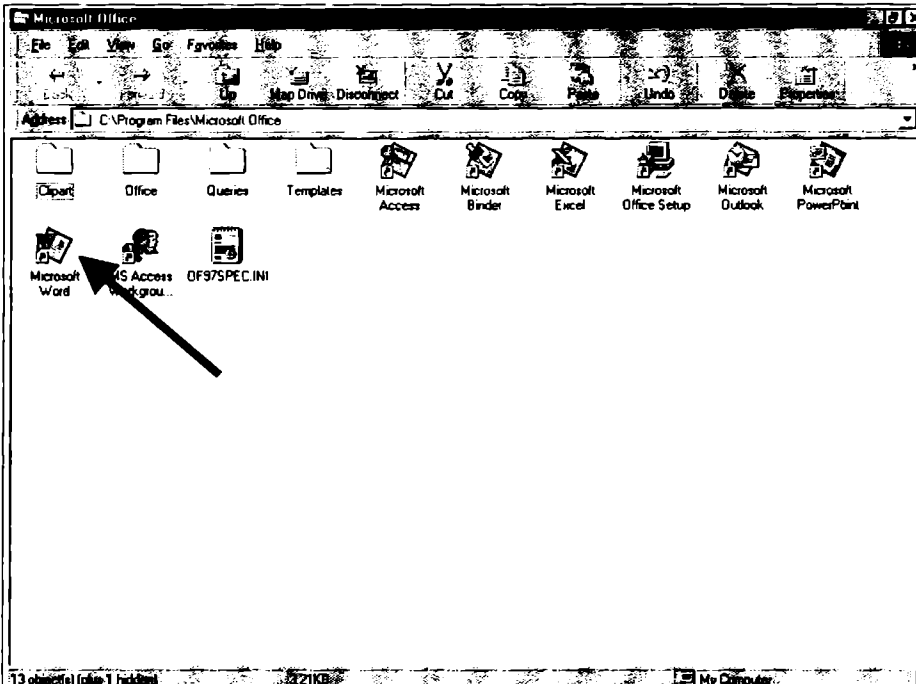 Microsoft Office
File Edit View Go Favorites Help
Back Forward Up Map Drive Disconnect Cut Copy Paste Undo Delete Properties
Address C:\Program Files\Microsoft Office
Clipart Office Queries Templates Microsoft Access Microsoft Binder Microsoft Excel Microsoft Office Setup Microsoft Outlook Microsoft PowerPoint
Microsoft Word MS Access Workgrou... OF97SPEC.INI
13 object(s) (plus 1 hidden) My Computer